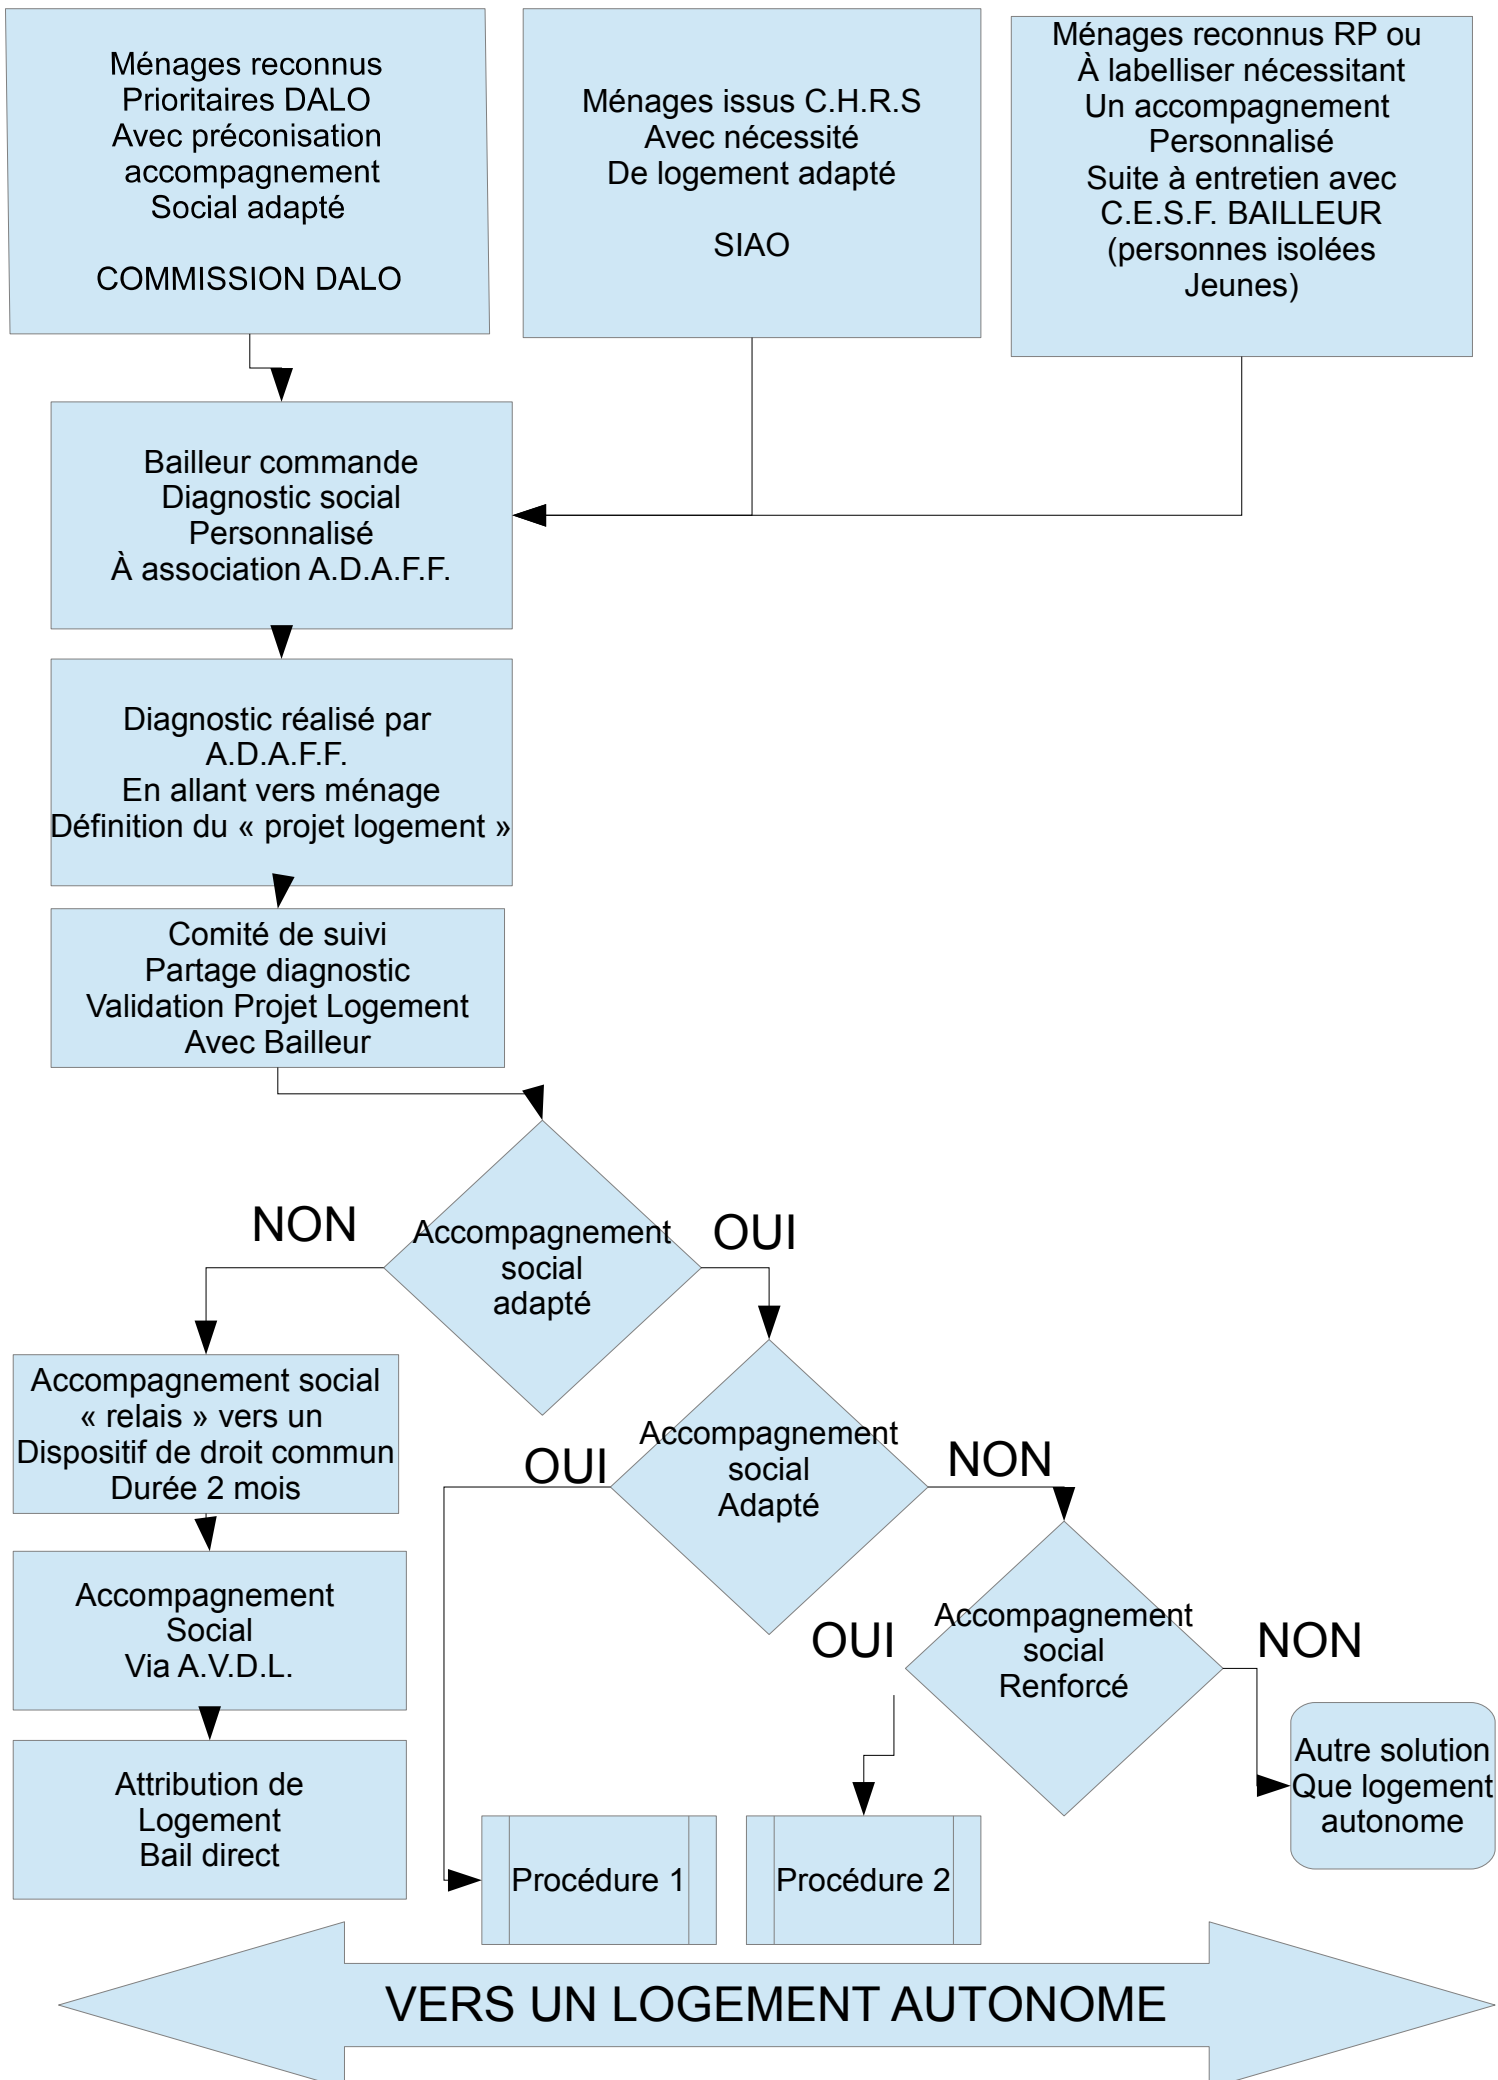 Ménages reconnus
Prioritaires DALO
Avec préconisation
accompagnement
Social adapté
COMMISSION DALO
Ménages issus C.H.R.S
Avec nécessité
De logement adapté
SIAO
Ménages reconnus RP ou
À labelliser nécessitant
Un accompagnement
Personnalisé
Suite à entretien avec
C.E.S.F. BAILLEUR
(personnes isolées
Jeunes)
Bailleur commande
Diagnostic social
Personnalisé
À association A.D.A.F.F.
Diagnostic réalisé par
A.D.A.F.F.
En allant vers ménage
Définition du « projet logement »
Comité de suivi
Partage diagnostic
Validation Projet Logement
Avec Bailleur
NON
Accompagnement
social
adapté
OUI
Accompagnement social
« relais » vers un
Dispositif de droit commun
Durée 2 mois
OUI
Accompagnement
social
Adapté
NON
Accompagnement
Social
Via A.V.D.L.
OUI
Accompagnement
social
Renforcé
NON
Attribution de
Logement
Bail direct
Procédure 1
Procédure 2
Autre solution
Que logement
autonome
VERS UN LOGEMENT AUTONOME